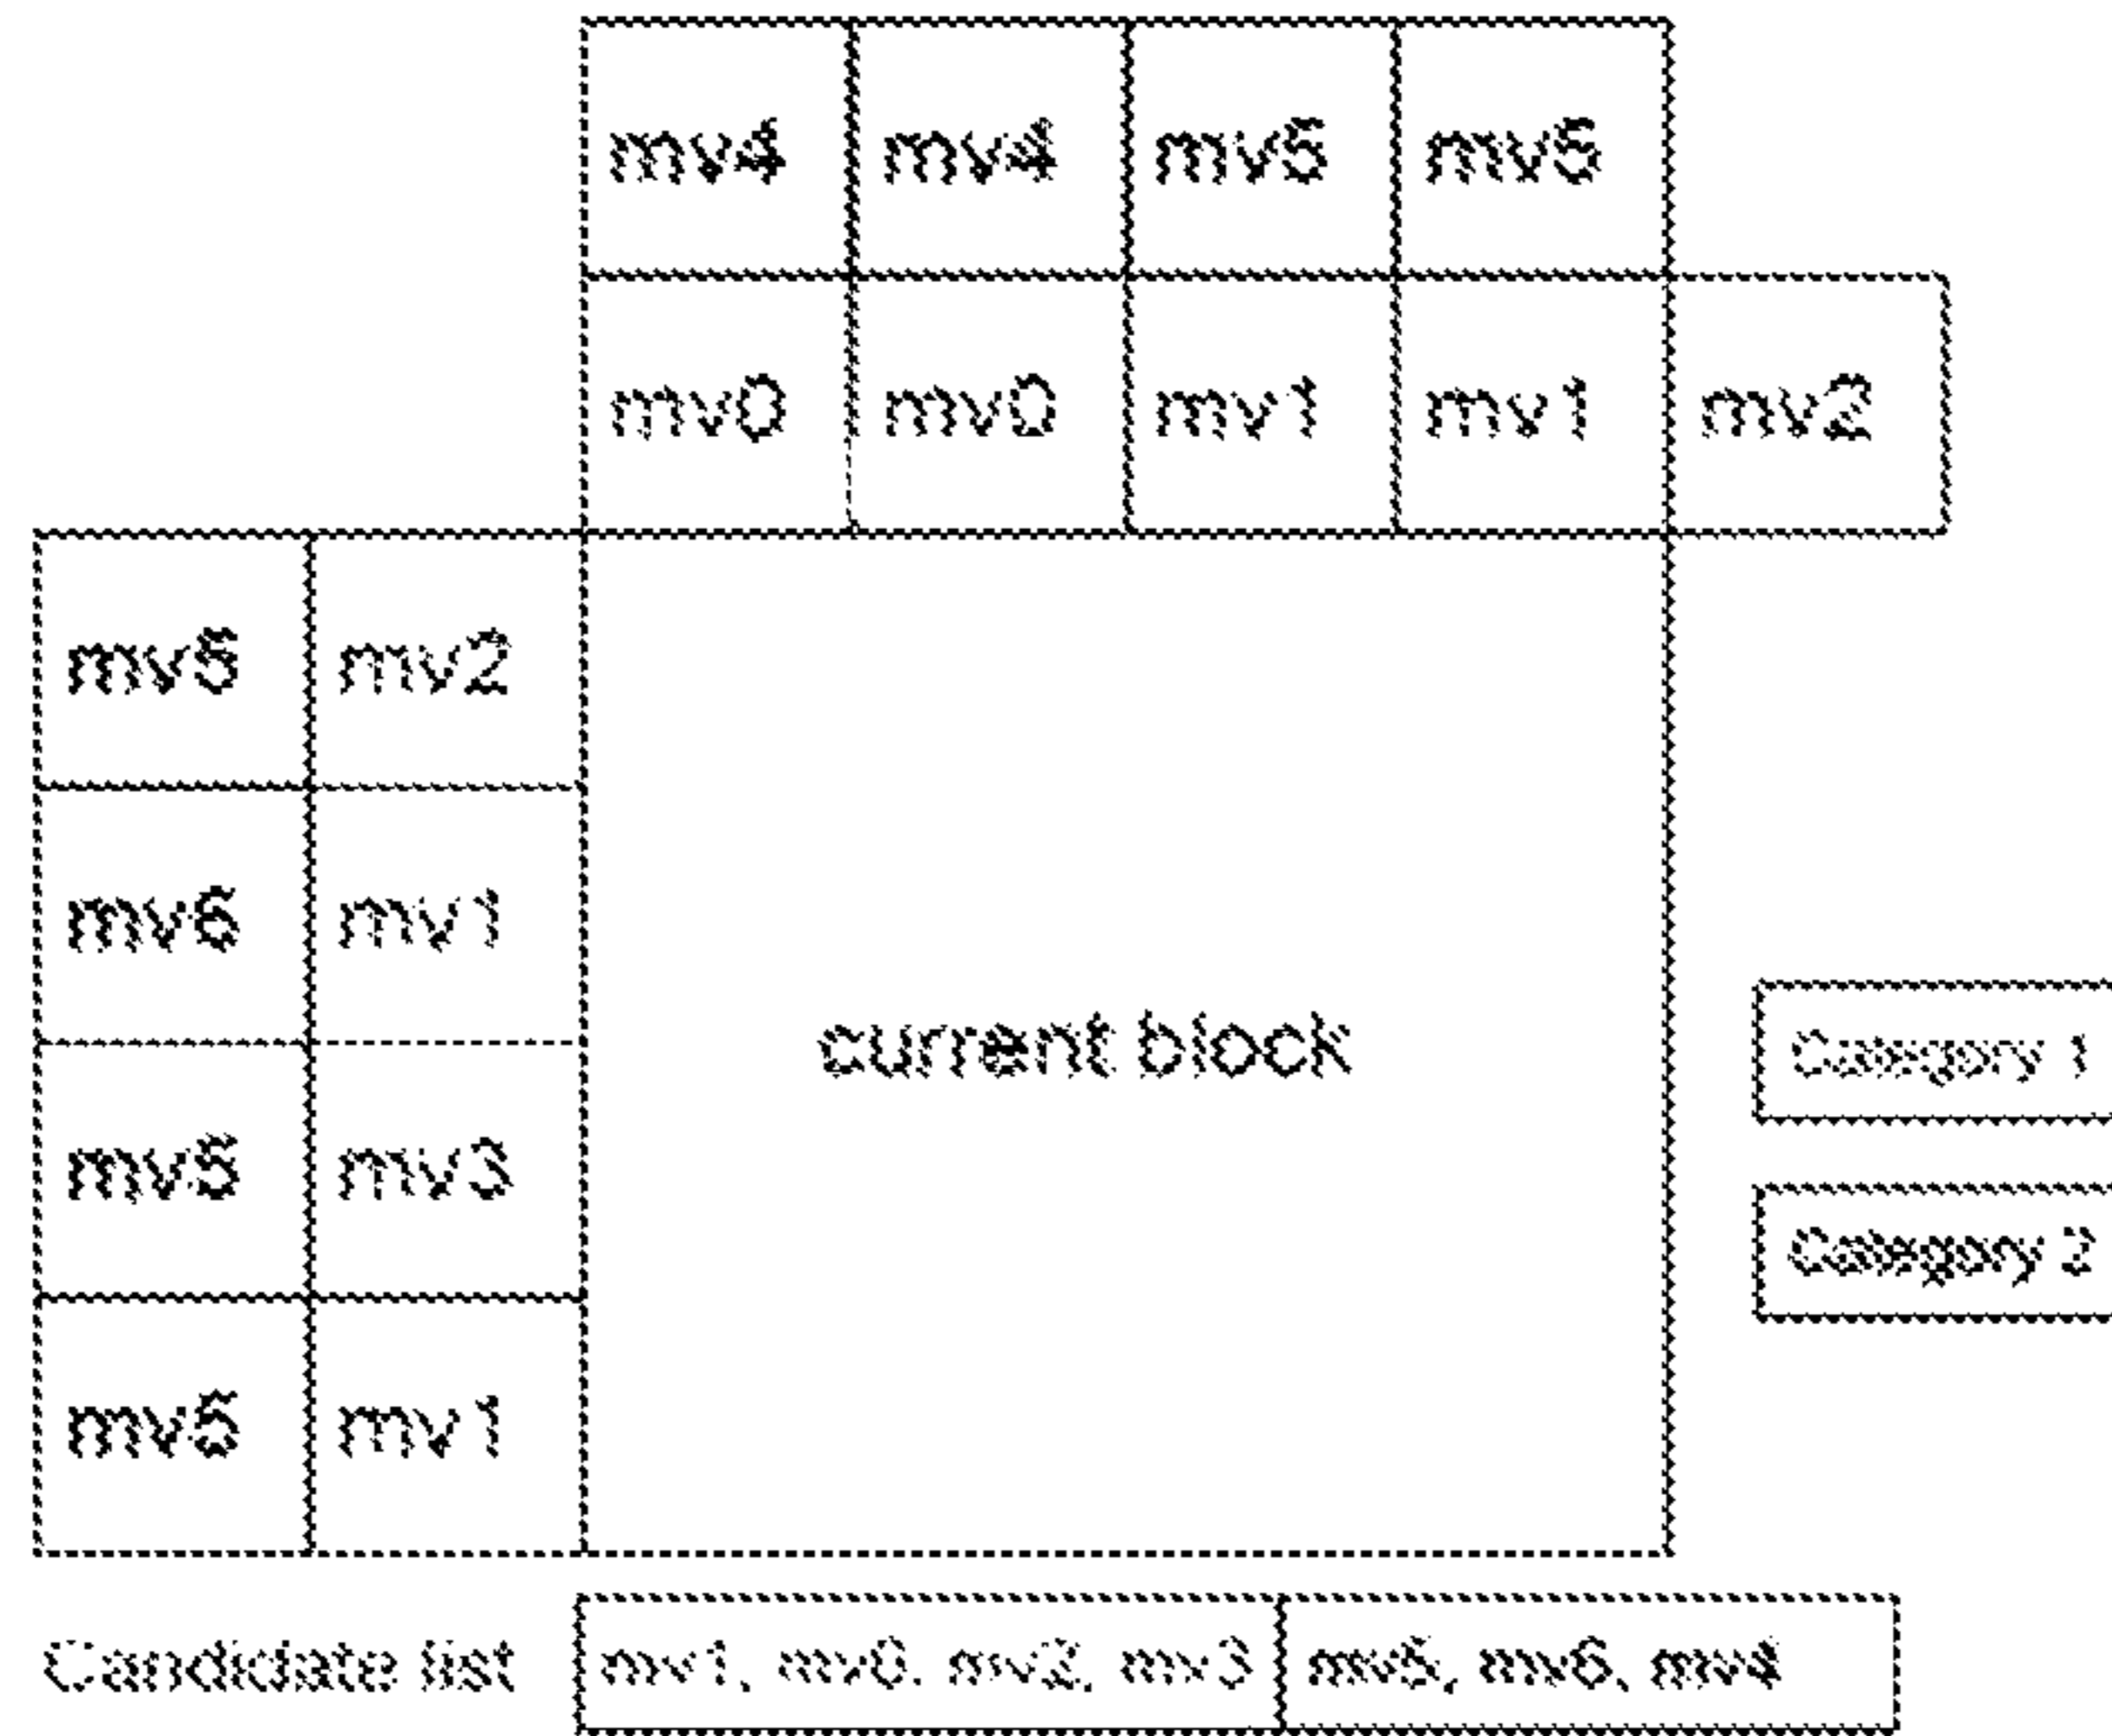 mv4 mv4 mv5 mv5
mv0 mv0 mv1 mv1 mv2
mv5 mv2
mv6 mv1
current block
Category 1
mv5 mv3
Category 2
mv6 mv1
Candidate list mv1, mv0, mv2, mv3 mv5, mv6, mv4